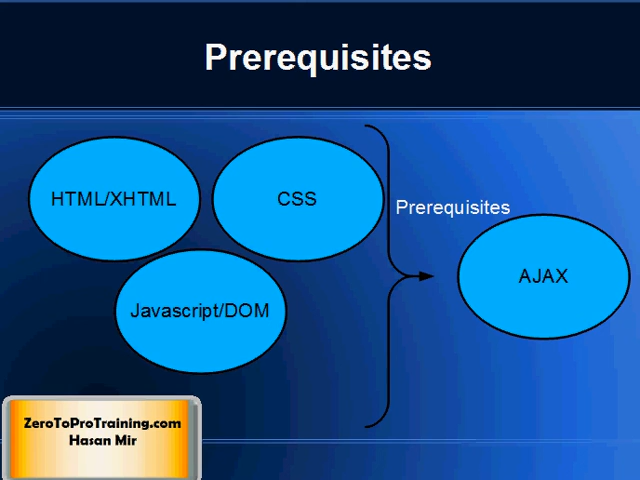 Prerequisites
HTML/XHTML
CSS
Prerequisites
AJAX
Javascript/DOM
ZeroToProTraining.com
Hasan Mir